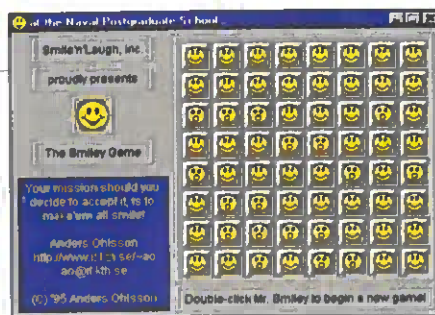 at the Naval Postgraduate School
Smile'n'Laugh, Inc.
proudly presents
The Smiley Game
Your mission should you
decide to accept it, is to
make'em all smile!
Anders Ohlsson
(C) '95 Anders Ohlsson
Double-click Mr. Smiley to begin a new game!